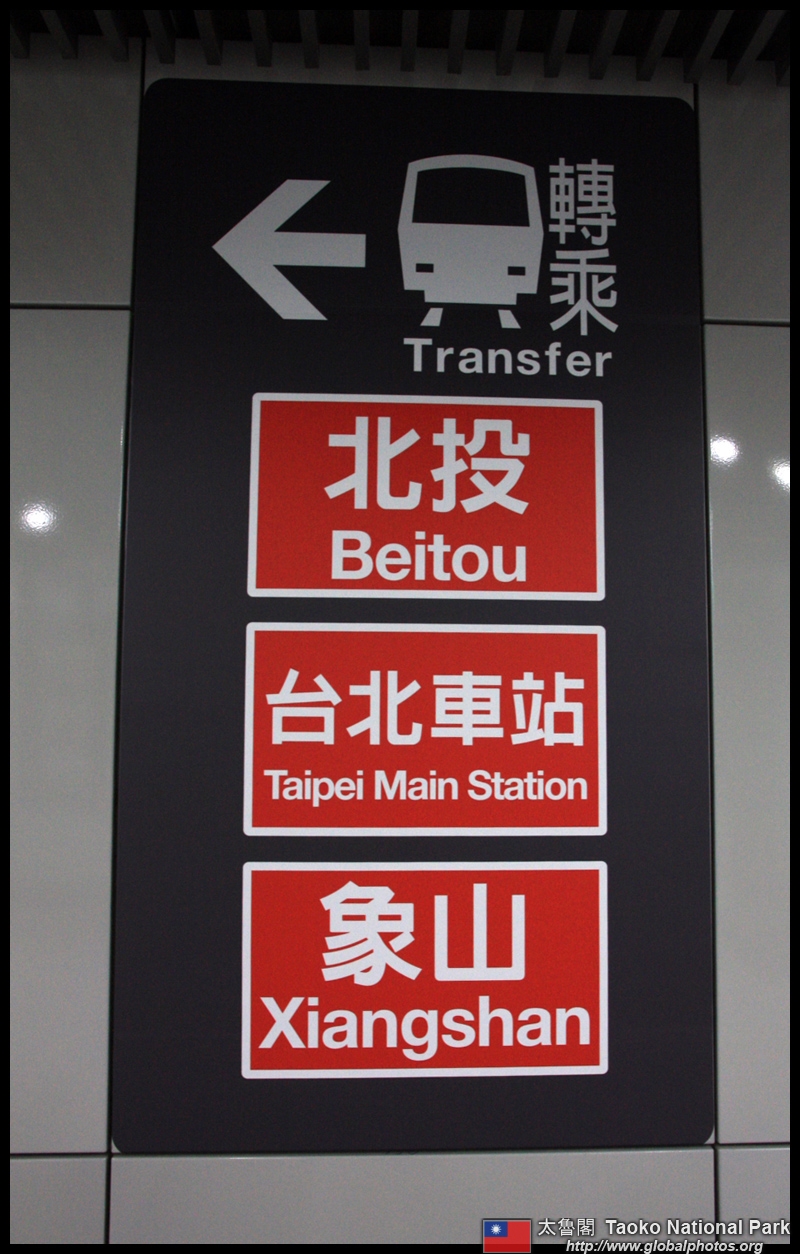 轉乘
Transfer
北投
Beitou
台北車站
Taipei Main Station
象山
Xiangshan
太魯閣 Taoko National Park
http://www.globalphotos.org